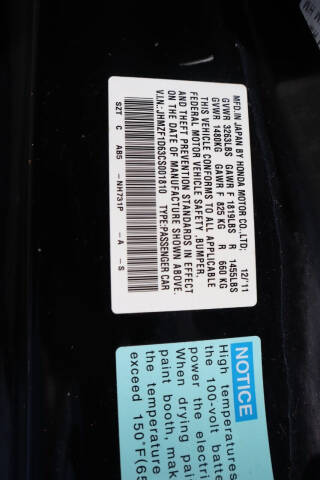 MFD.IN JAPAN BY HONDA MOTOR CO.,LTD. 12/'11
GVWR 3263LBS GAWR F 1819LBS R 1455LBS
GVWR 1480KG GAWR F 825 KG R 660 KG
THIS VEHICLE CONFORMS TO ALL APPLICABLE
FEDERAL MOTOR VEHICLE SAFETY ,BUMPER,
AND THEFT PREVENTION STANDARDS IN EFFECT
ON THE DATE OF MANUFACTURE SHOWN ABOVE.
V.I.N.:JHMZF1D63CS001810 TYPE:PASSENGER CAR
SZT C AB5 -NH731P -A -S
NOTICE
High temperatures
the 100-volt batte
power the electri
When drying pai
paint booth, mak
the temperature
exceed 150°F(65